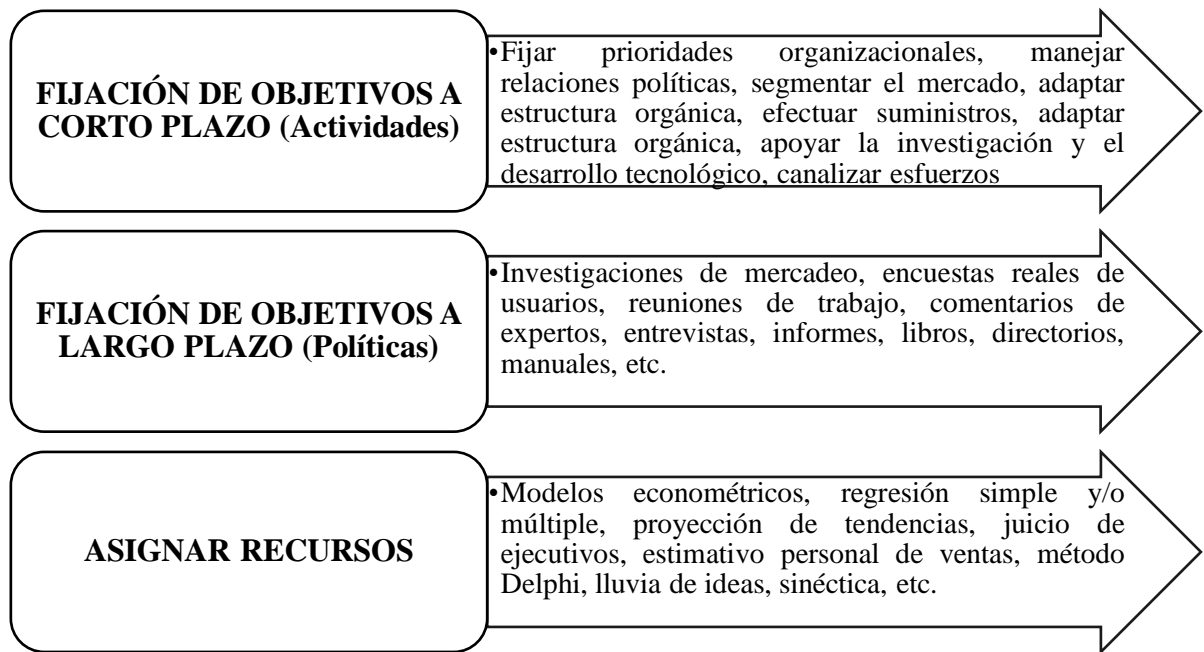 FIJACIÓN DE OBJETIVOS A
CORTO PLAZO (Actividades)
•Fijar prioridades organizacionales, manejar
relaciones políticas, segmentar el mercado, adaptar
estructura orgánica, efectuar suministros, adaptar
estructura orgánica, apoyar la investigación y el
desarrollo tecnológico, canalizar esfuerzos
FIJACIÓN DE OBJETIVOS A
LARGO PLAZO (Políticas)
•Investigaciones de mercadeo, encuestas reales de
usuarios, reuniones de trabajo, comentarios de
expertos, entrevistas, informes, libros, directorios,
manuales, etc.
ASIGNAR RECURSOS
•Modelos econométricos, regresión simple y/o
múltiple, proyección de tendencias, juicio de
ejecutivos, estimativo personal de ventas, método
Delphi, lluvia de ideas, sinéctica, etc.